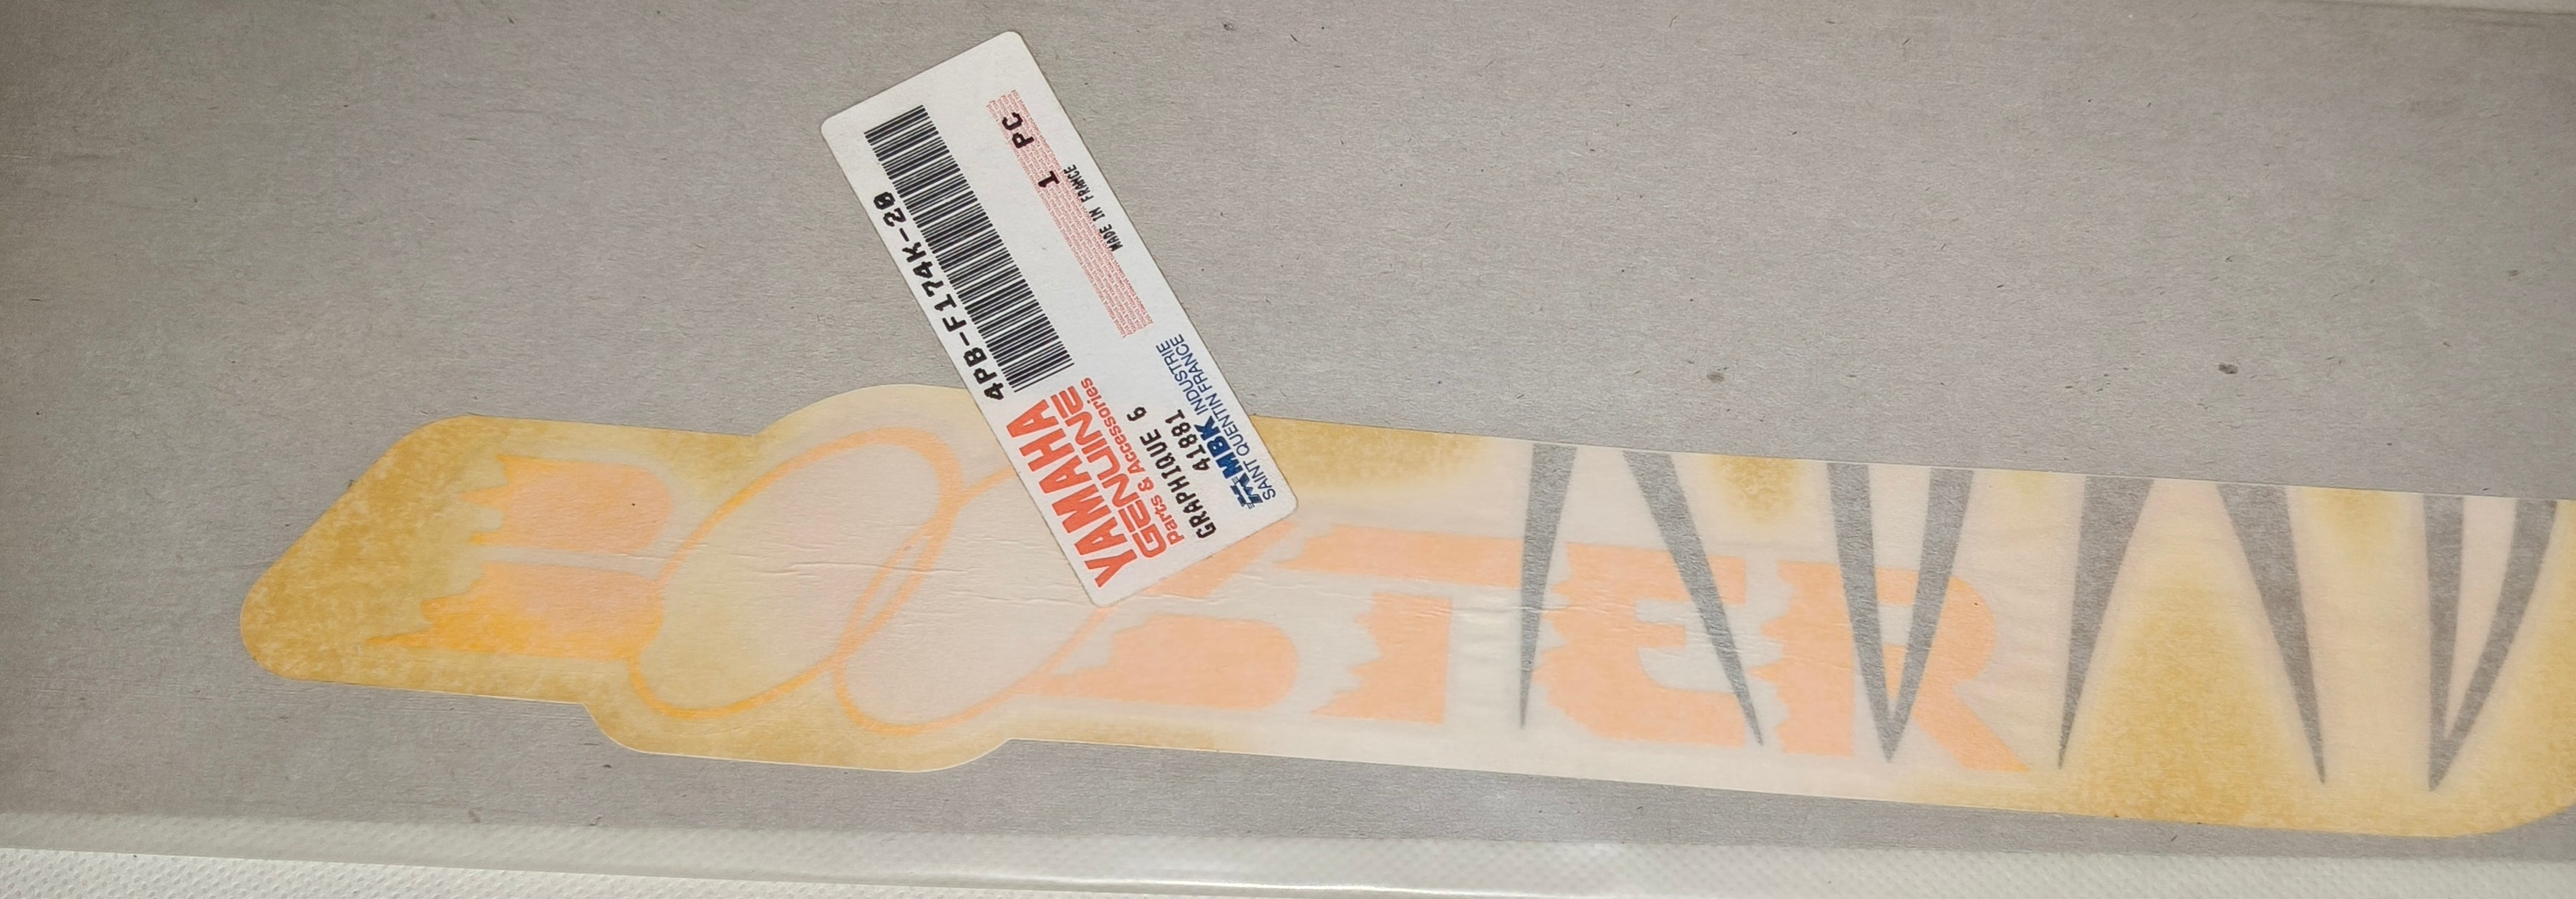 4PB-F174K-20
1 PC
MADE IN FRANCE
YAMAHA
GENUINE
Parts & Accessories
GRAPHIQUE 6
41881
MBK INDUSTRIE
SAINT QUENTIN FRANCE
BOOSTER